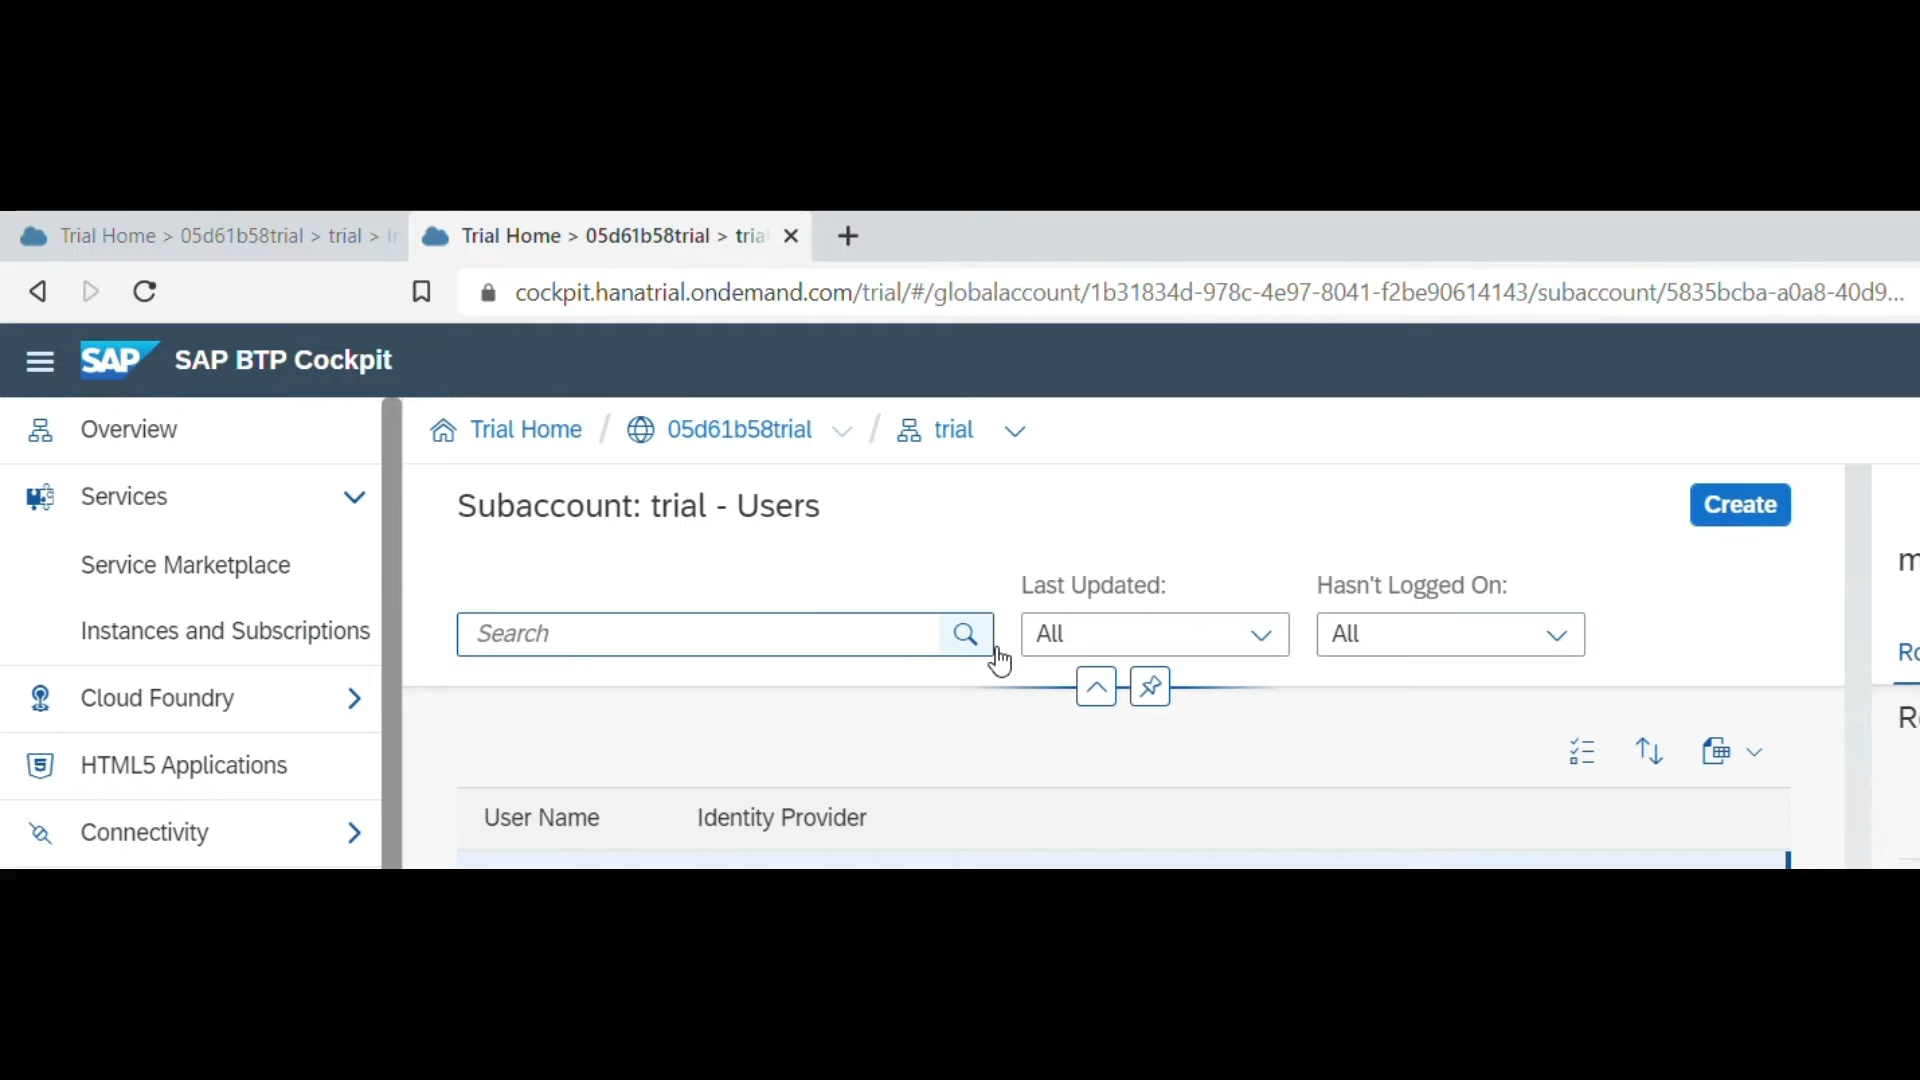 Trial Home > 05d61b58trial > trial >
Trial Home > 05d61b58trial > tria
cockpit.hanatrial.ondemand.com/trial/#/globalaccount/1b31834d-978c-4e97-8041-f2be90614143/subaccount/5835bcba-a0a8-40d9...
SAP SAP BTP Cockpit
Overview
Trial Home / 05d61b58trial / trial
Services
Subaccount: trial - Users
Create
Service Marketplace
Last Updated:
Hasn't Logged On:
Instances and Subscriptions
Search
All
All
Cloud Foundry
HTML5 Applications
User Name
Identity Provider
Connectivity